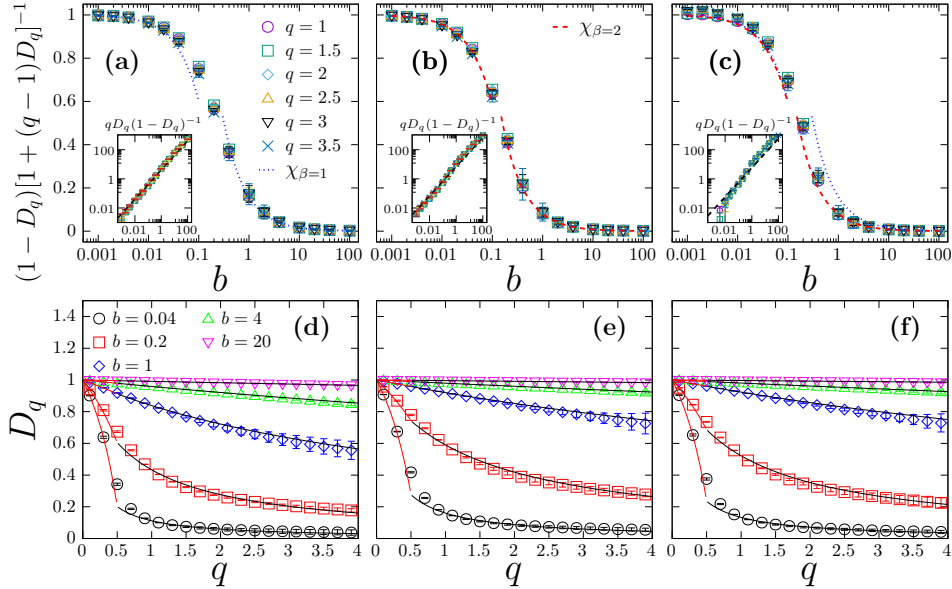 (1 − D_q)[1 + (q − 1)D_q]^{−1}
1
0.8
0.6
0.4
0.2
0
(a)
q = 1
q = 1.5
q = 2
q = 2.5
q = 3
q = 3.5
χ_{β=1}
qD_q(1−D_q)^{−1}
100
1
0.01
0.01 1 100
0.001 0.01 0.1 1 10 100
b
(b)
χ_{β=2}
qD_q(1−D_q)^{−1}
100
1
0.01
0.01 1 100
0.001 0.01 0.1 1 10 100
b
(c)
qD_q(1−D_q)^{−1}
100
1
0.01
0.01 1 100
0.001 0.01 0.1 1 10 100
b
D_q
1.4
1.2
1
0.8
0.6
0.4
0.2
0
(d)
b = 0.04
b = 0.2
b = 1
b = 4
b = 20
0 0.5 1 1.5 2 2.5 3 3.5 4
q
(e)
0 0.5 1 1.5 2 2.5 3 3.5 4
q
(f)
0 0.5 1 1.5 2 2.5 3 3.5 4
q